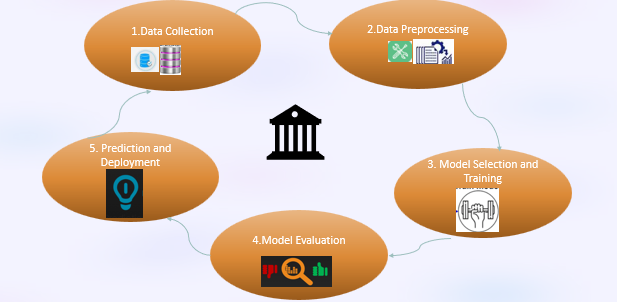 1.Data Collection
2.Data Preprocessing
3. Model Selection and
Training
4.Model Evaluation
5. Prediction and
Deployment